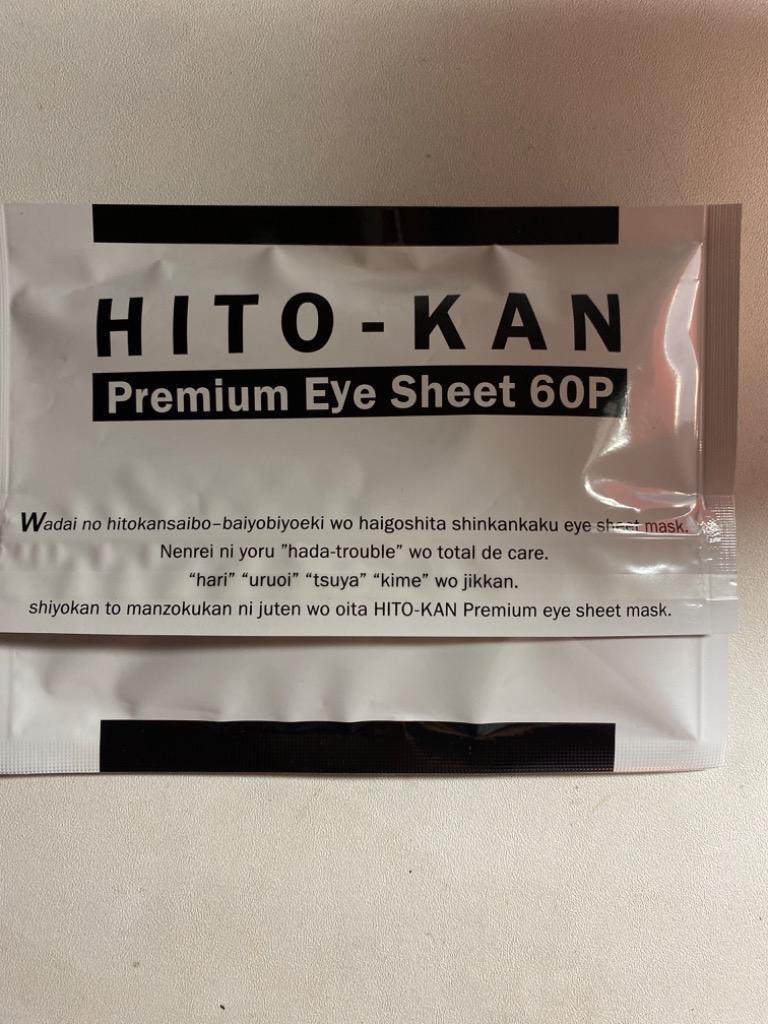 HITO-KAN
Premium Eye Sheet 60P
Wadai no hitokansaibo-baiyobiyoeki wo haigoshita shinkankaku eye sheet mask.
Nenrei ni yoru "hada-trouble" wo total de care.
"hari" "uruoi" "tsuya" "kime" wo jikkan.
shiyokan to manzokukan ni juten wo oita HITO-KAN Premium eye sheet mask.